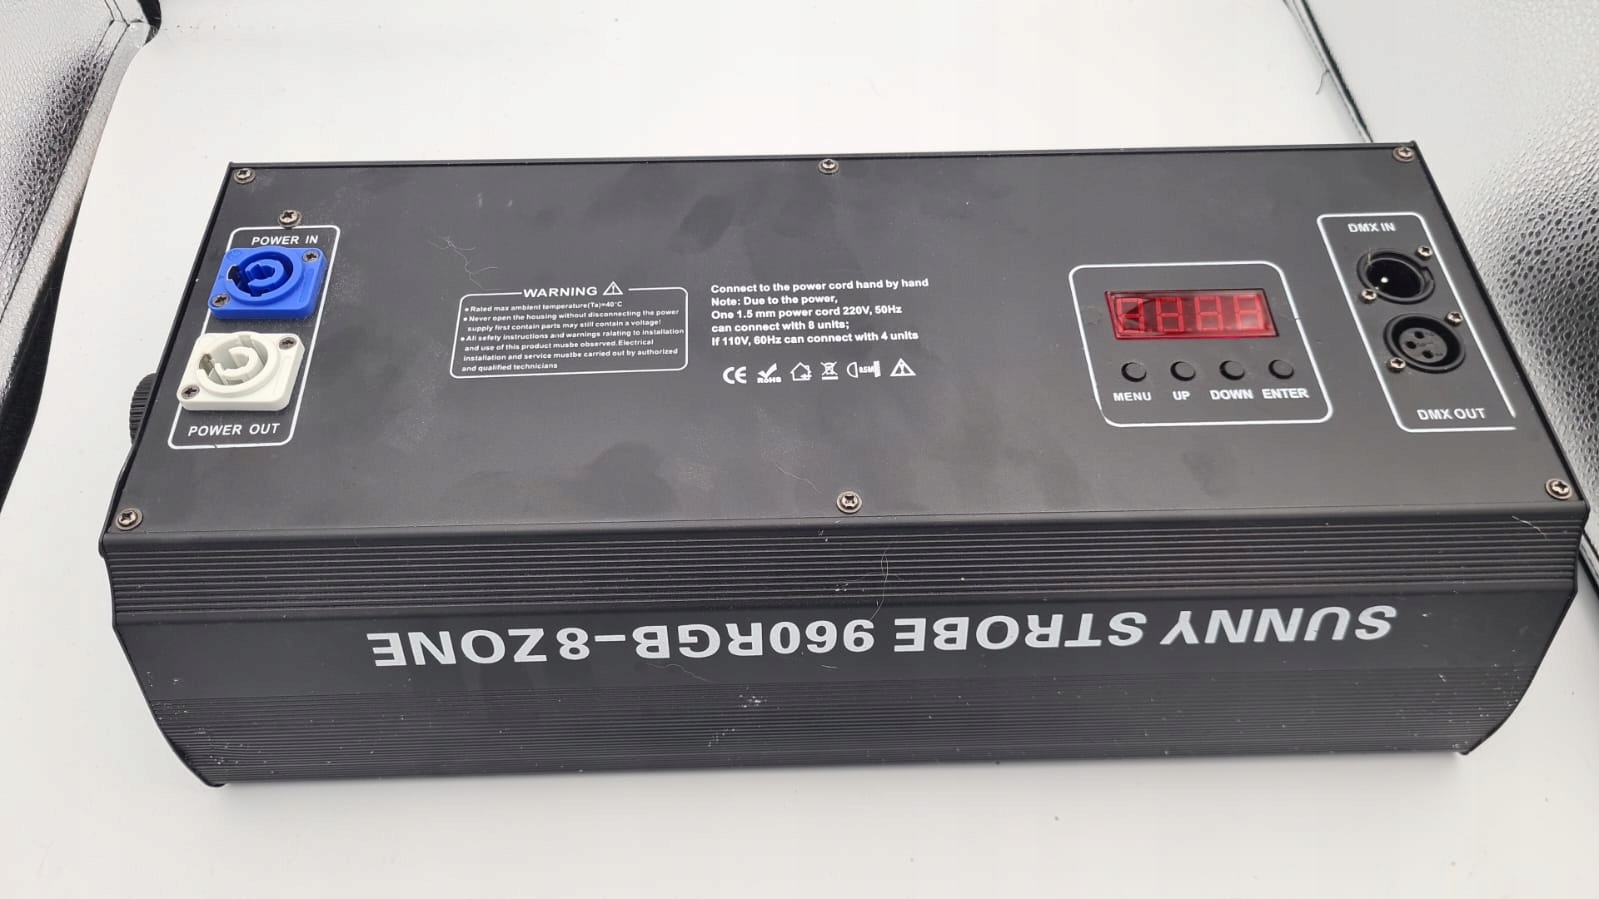 POWER IN
POWER OUT
WARNING
• Rated max ambient temperature(Ta)=40°C
• Never open the housing without disconnecting the power
supply first contain parts may still contain a voltage!
• All sefety instructions and warnings ralating to installation
and use of this product musbe observed.Electrical
installation and service mustbe carried out by authorized
and qualified technicians
Connect to the power cord hand by hand
Note: Due to the power,
One 1.5 mm power cord 220V, 50Hz
can connect with 8 units;
If 110V, 60Hz can connect with 4 units
CE RoHS
MENU UP DOWN ENTER
DMX IN
DMX OUT
SUNNY STROBE 960RGB-8ZONE